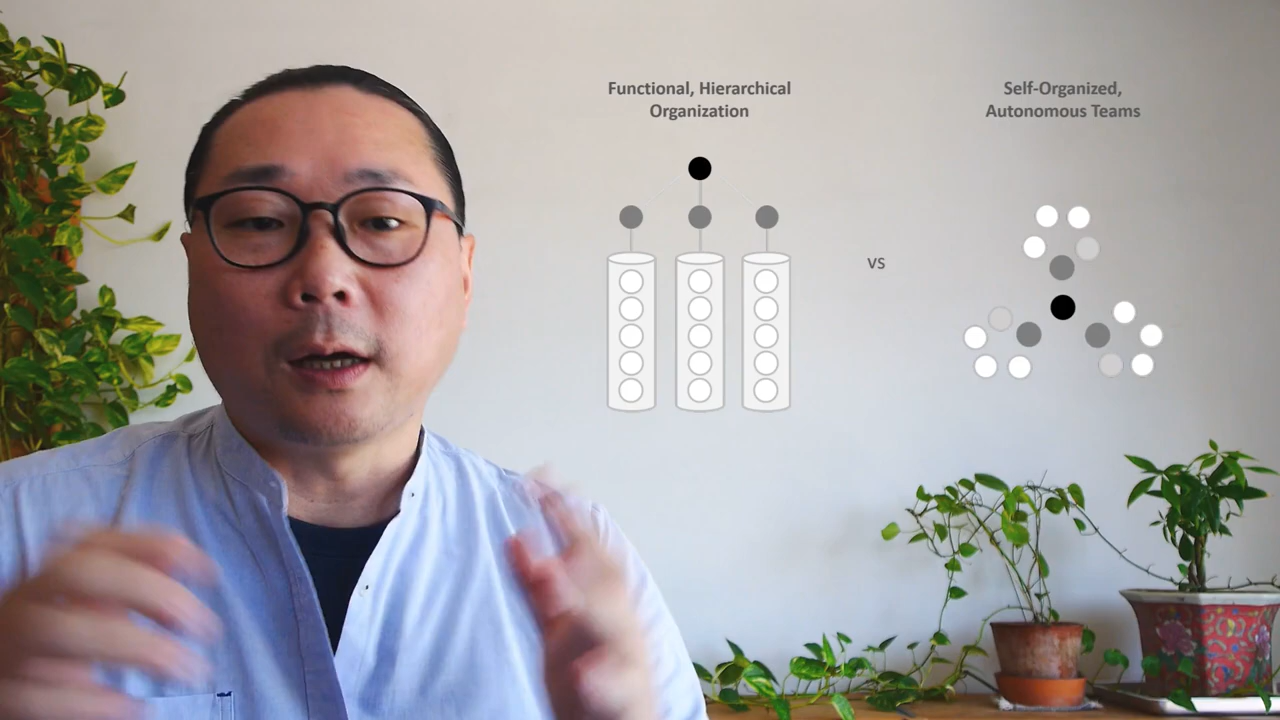 Functional, Hierarchical
Organization
VS
Self-Organized,
Autonomous Teams